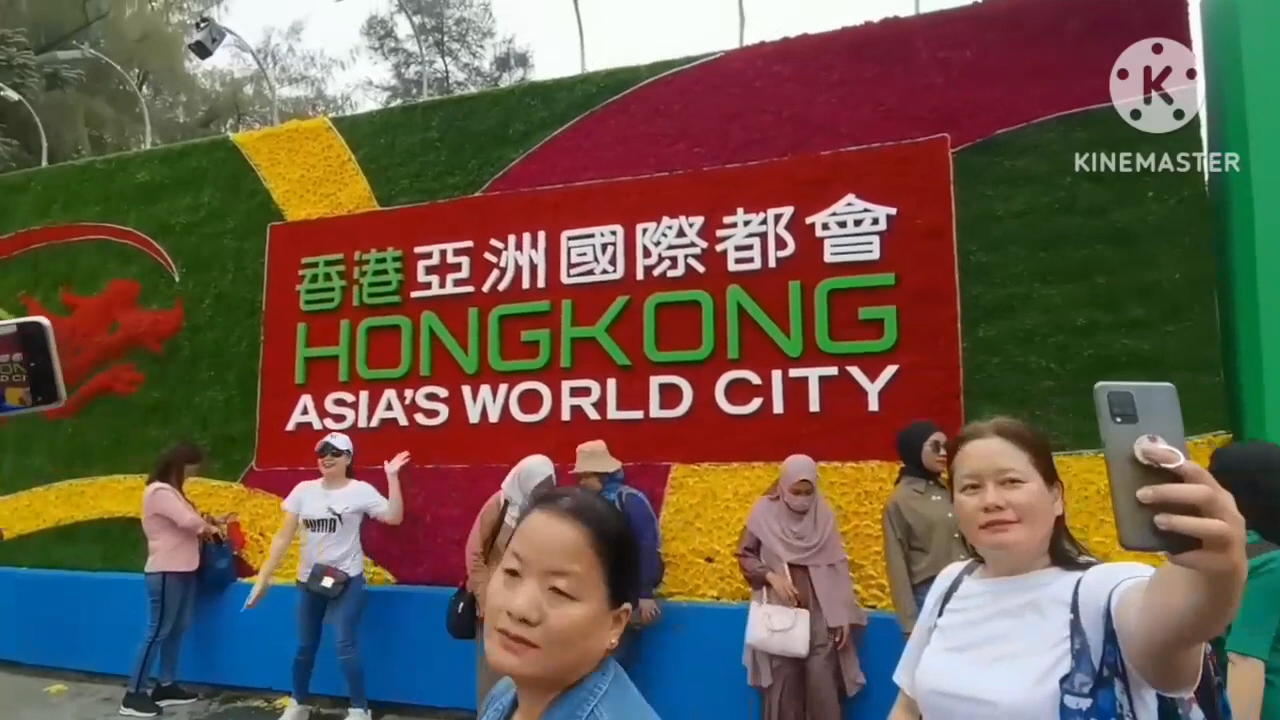 K
KINEMASTER
香港亞洲國際都會
HONGKONG
ASIA'S WORLD CITY
PUMA